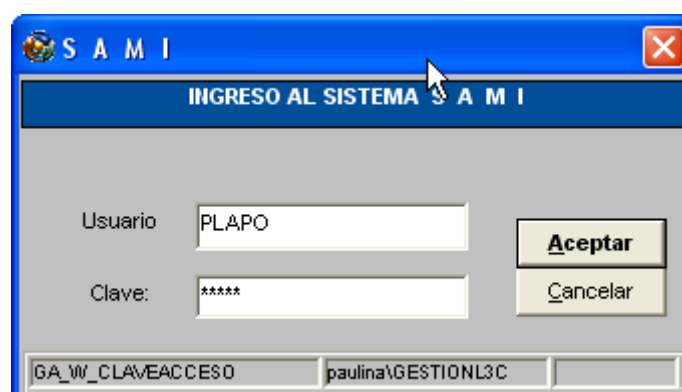 S A M I
INGRESO AL SISTEMA S A M I
Usuario PLAPO
Aceptar
Clave: *****
Cancelar
GA_W_CLAVEACCESO paulina\GESTIONL3C